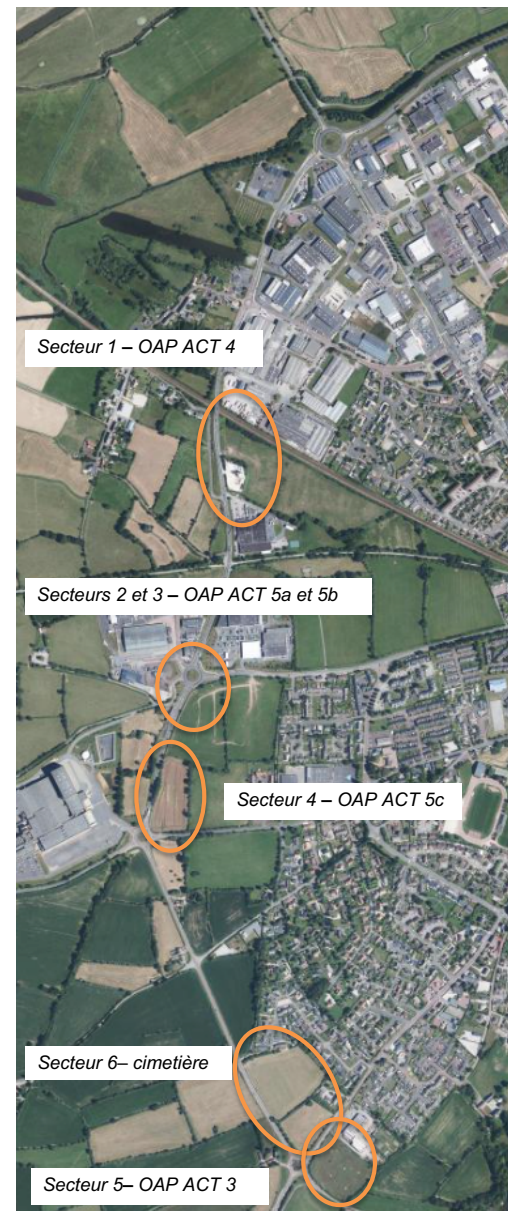 Secteur 1 – OAP ACT 4
Secteurs 2 et 3 – OAP ACT 5a et 5b
Secteur 4 – OAP ACT 5c
Secteur 6– cimetière
Secteur 5– OAP ACT 3